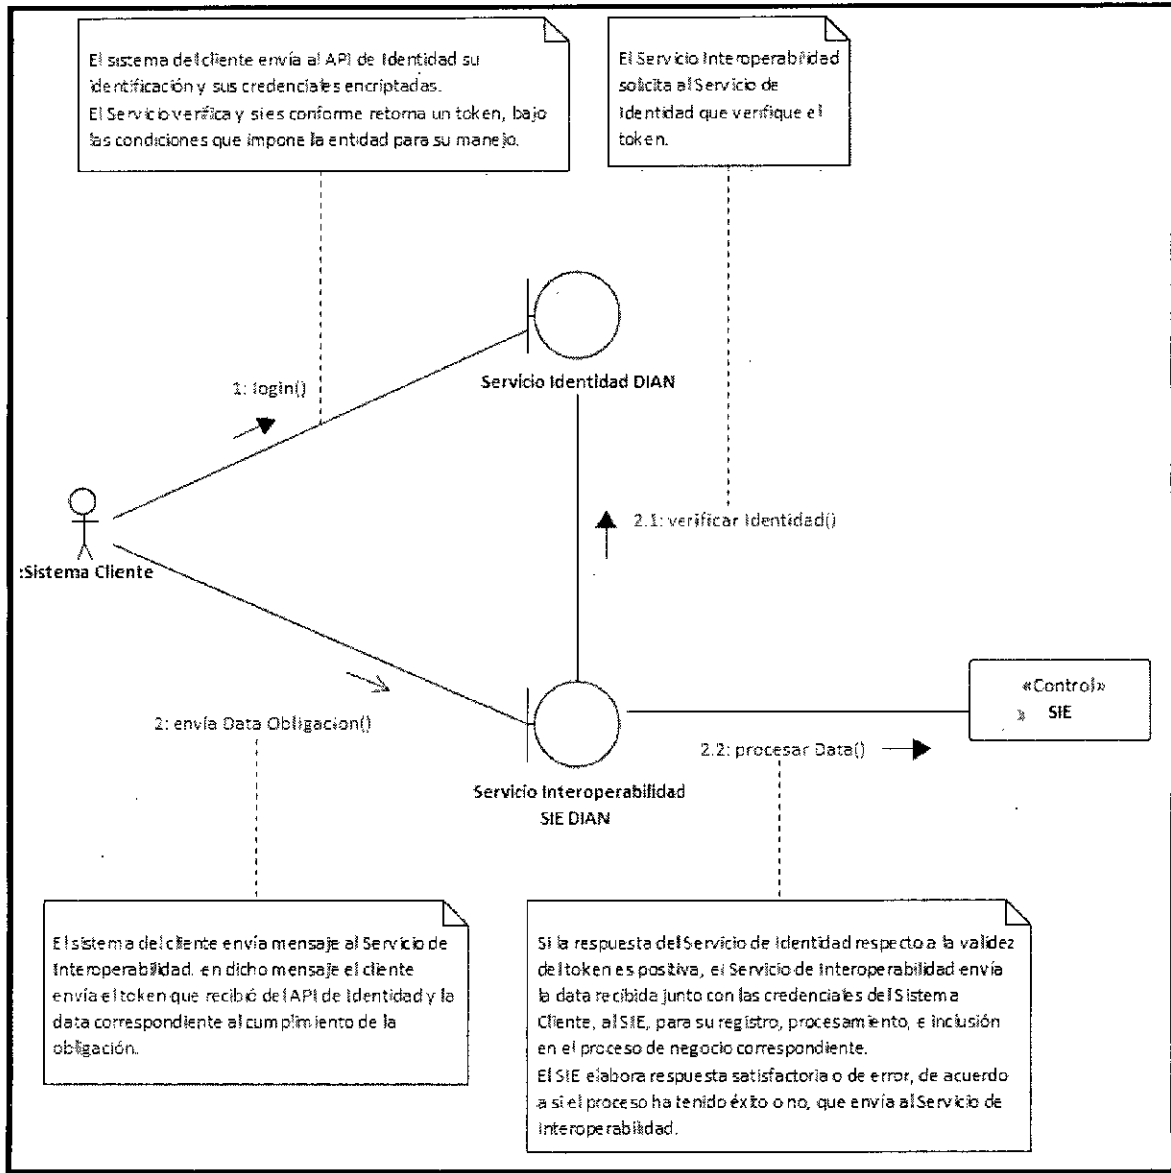 El sistema del cliente envía al API de Identidad su
identificación y sus credenciales encriptadas.
El Servicio verifica y si es conforme retorna un token, bajo
las condiciones que impone la entidad para su manejo.
El Servicio Interoperabilidad
solicita al Servicio de
Identidad que verifique el
token.
Servicio Identidad DIAN
1: login()
2.1: verificar Identidad()
:Sistema Cliente
2: envía Data Obligacion()
«Control»
SIE
2.2: procesar Data()
Servicio Interoperabilidad
SIE DIAN
El sistema del cliente envía mensaje al Servicio de
Interoperabilidad. en dicho mensaje el cliente
envía el token que recibió del API de Identidad y la
data correspondiente al cumplimiento de la
obligación.
Si la respuesta del Servicio de Identidad respecto a la validez
del token es positiva, el Servicio de Interoperabilidad envía
la data recibida junto con las credenciales del Sistema
Cliente, al SIE, para su registro, procesamiento, e inclusión
en el proceso de negocio correspondiente.
El SIE elabora respuesta satisfactoria o de error, de acuerdo
a si el proceso ha tenido éxito o no, que envía al Servicio de
Interoperabilidad.